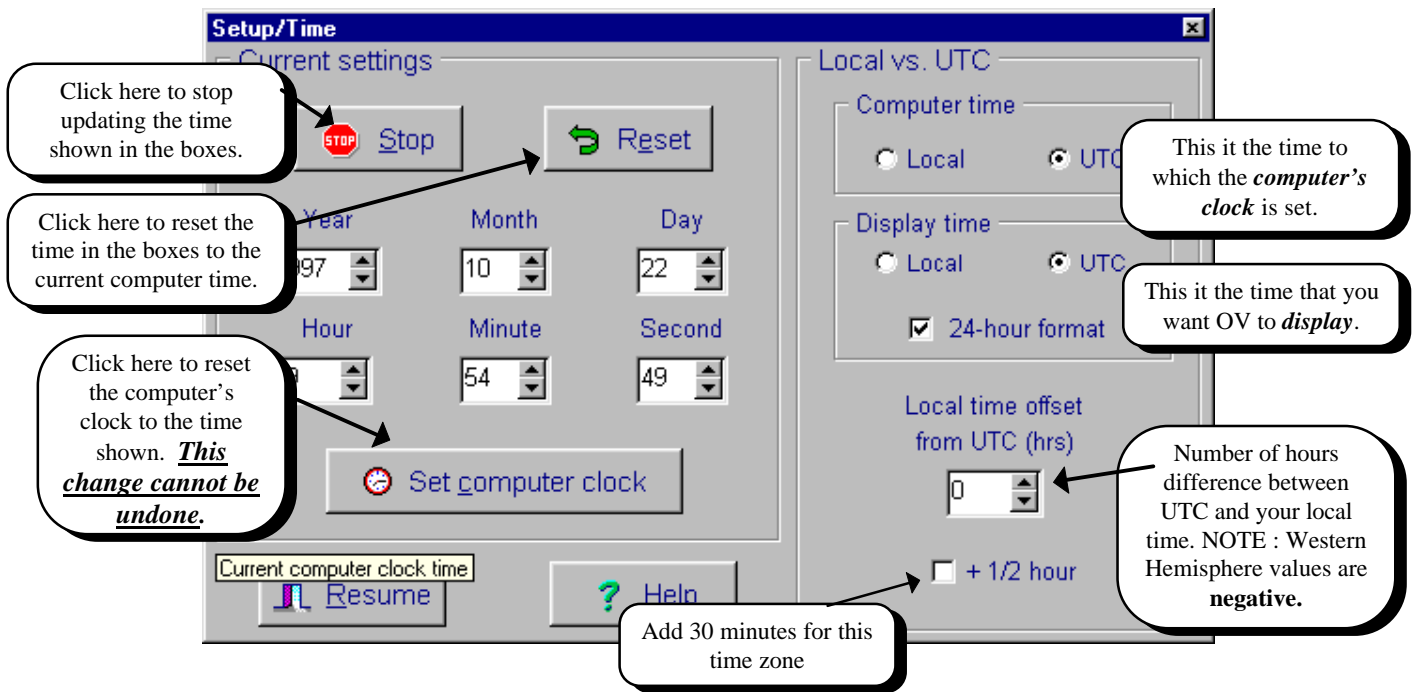 Setup/Time
Current settings
Click here to stop
updating the time
shown in the boxes.
Stop
Reset
Click here to reset the
time in the boxes to the
current computer time.
Year
Month
Day
997
10
22
Hour
Minute
Second
54
49
Click here to reset
the computer's
clock to the time
shown. This
change cannot be
undone.
Set computer clock
Current computer clock time
Resume
Help
Local vs. UTC
Computer time
Local
UTC
This it the time to
which the computer's
clock is set.
Display time
Local
UTC
24-hour format
This it the time that you
want OV to display.
Local time offset
from UTC (hrs)
0
Number of hours
difference between
UTC and your local
time. NOTE : Western
Hemisphere values are
negative.
+ 1/2 hour
Add 30 minutes for this
time zone